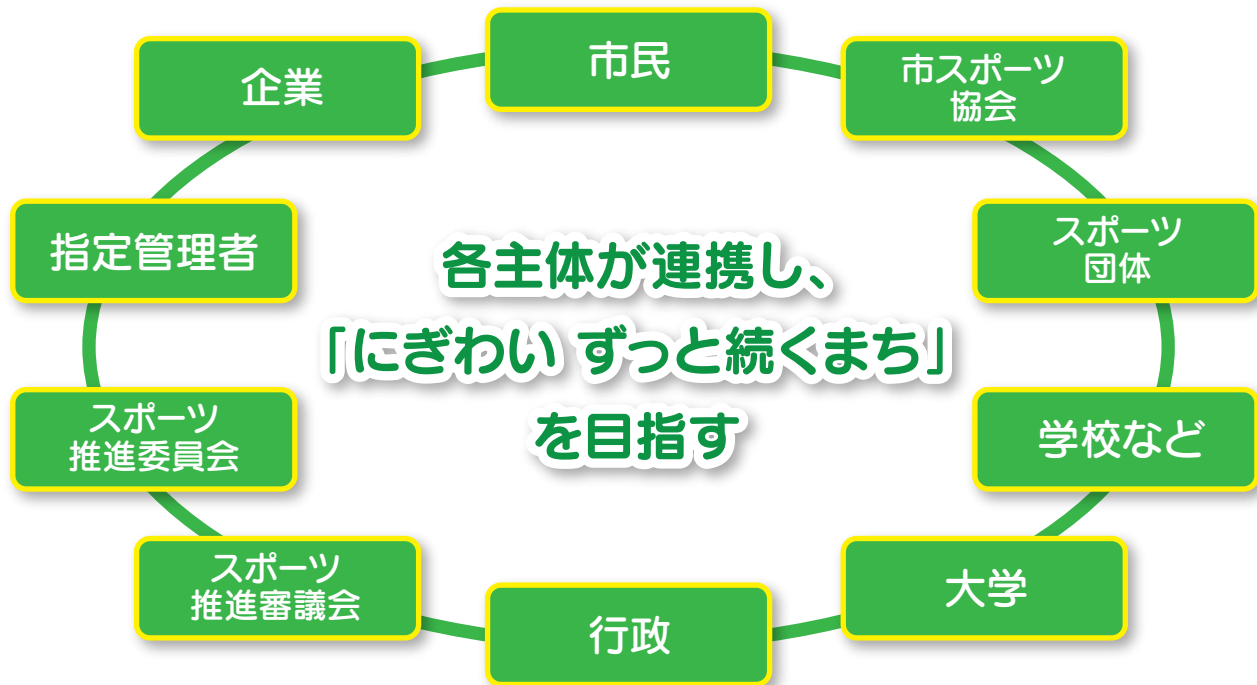 市民
企業
市スポーツ
協会
指定管理者
スポーツ
団体
各主体が連携し、
「にぎわい ずっと続くまち」
を目指す
スポーツ
推進委員会
学校など
スポーツ
推進審議会
大学
行政